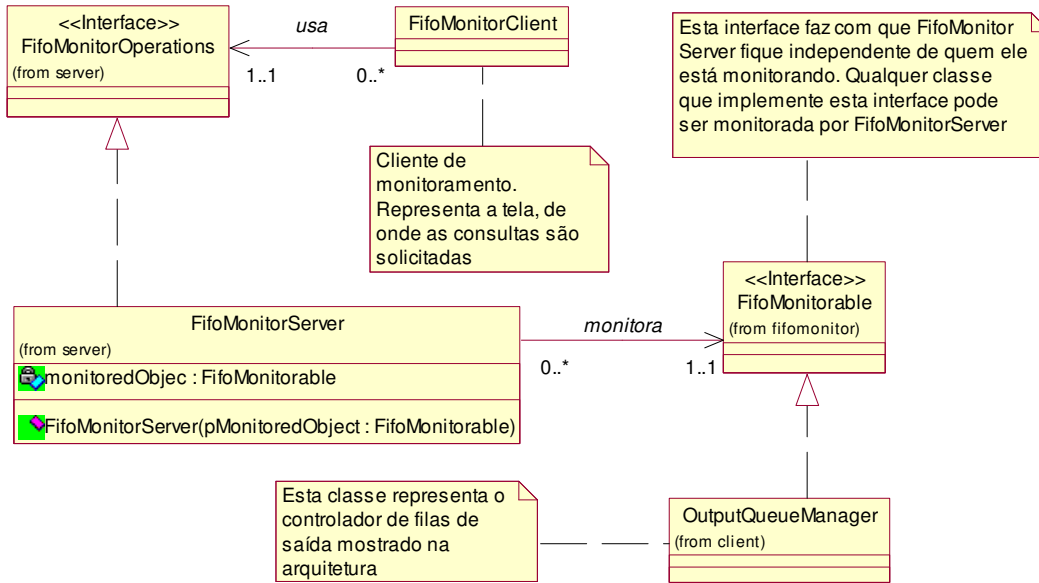 <<Interface>>
FifoMonitorOperations
(from server)
usa
1..1
0..*
FifoMonitorClient
Esta interface faz com que FifoMonitor
Server fique independente de quem ele
está monitorando. Qualquer classe
que implemente esta interface pode
ser monitorada por FifoMonitorServer
Cliente de
monitoramento.
Representa a tela, de
onde as consultas são
solicitadas
<<Interface>>
FifoMonitorable
(from fifomonitor)
FifoMonitorServer
(from server)
monitoredObjec : FifoMonitorable
FifoMonitorServer(pMonitoredObject : FifoMonitorable)
monitora
0..*
1..1
Esta classe representa o
controlador de filas de
saída mostrado na
arquitetura
OutputQueueManager
(from client)